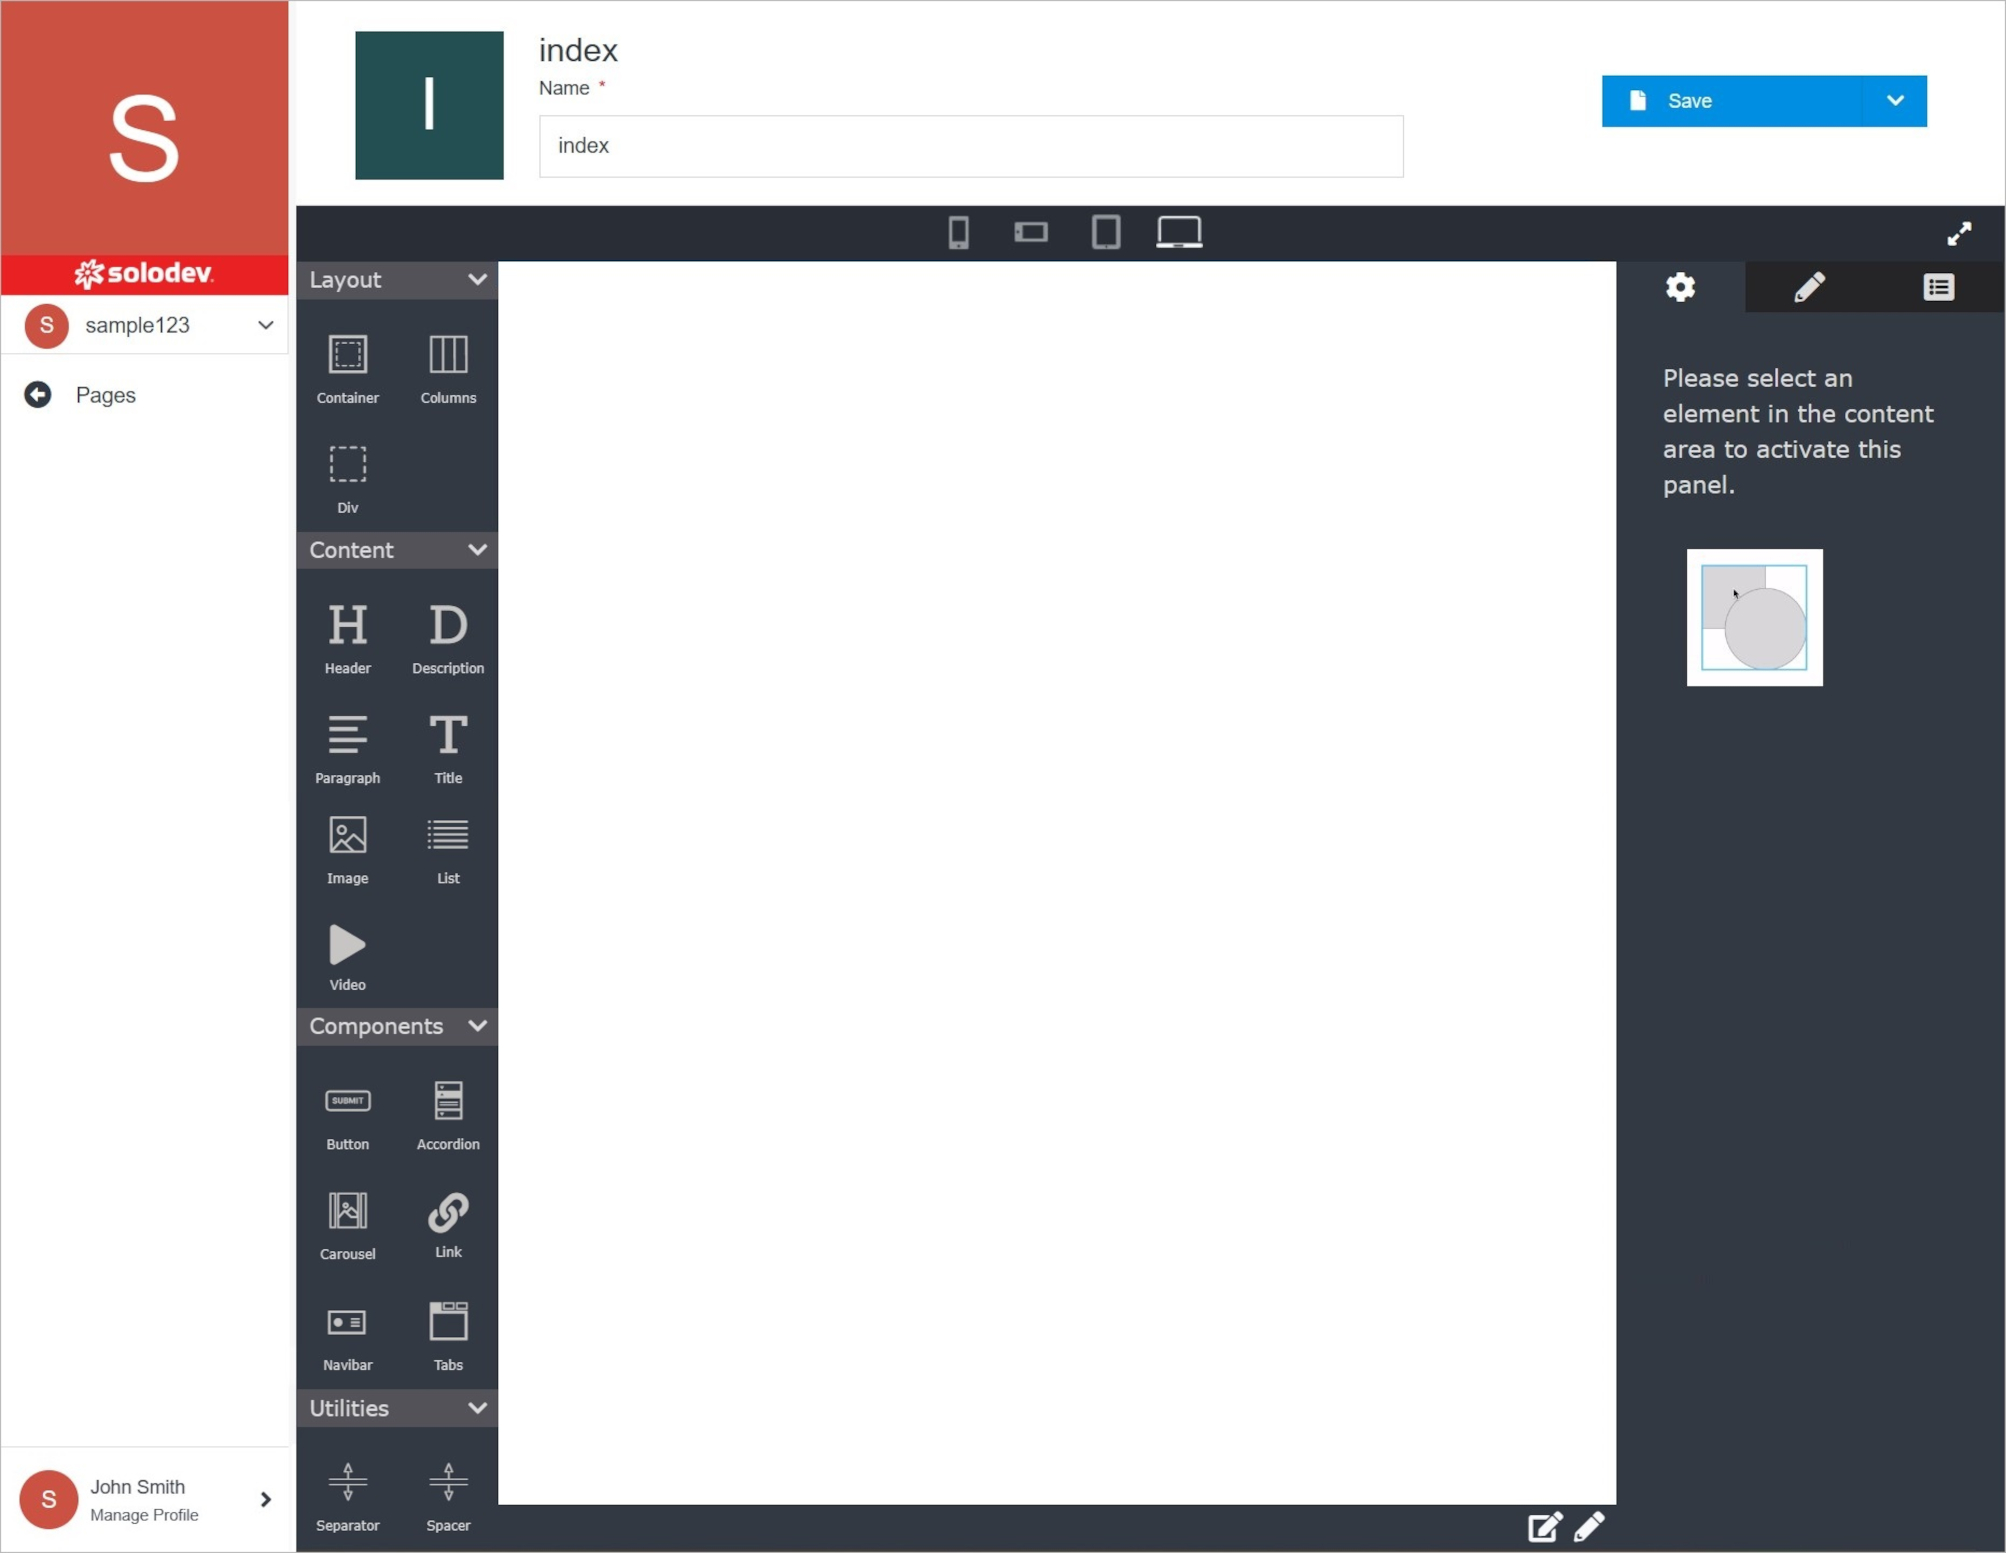 S
solodev
S
sample123
Pages
I
index
Name *
index
Save
Layout
Container
Columns
Div
Content
H
D
Header
Description
T
Paragraph
Title
Image
List
Video
Components
SUBMIT
Button
Accordion
Carousel
Link
Navibar
Tabs
Utilities
Separator
Spacer
Please select an
element in the content
area to activate this
panel.
S
John Smith
Manage Profile